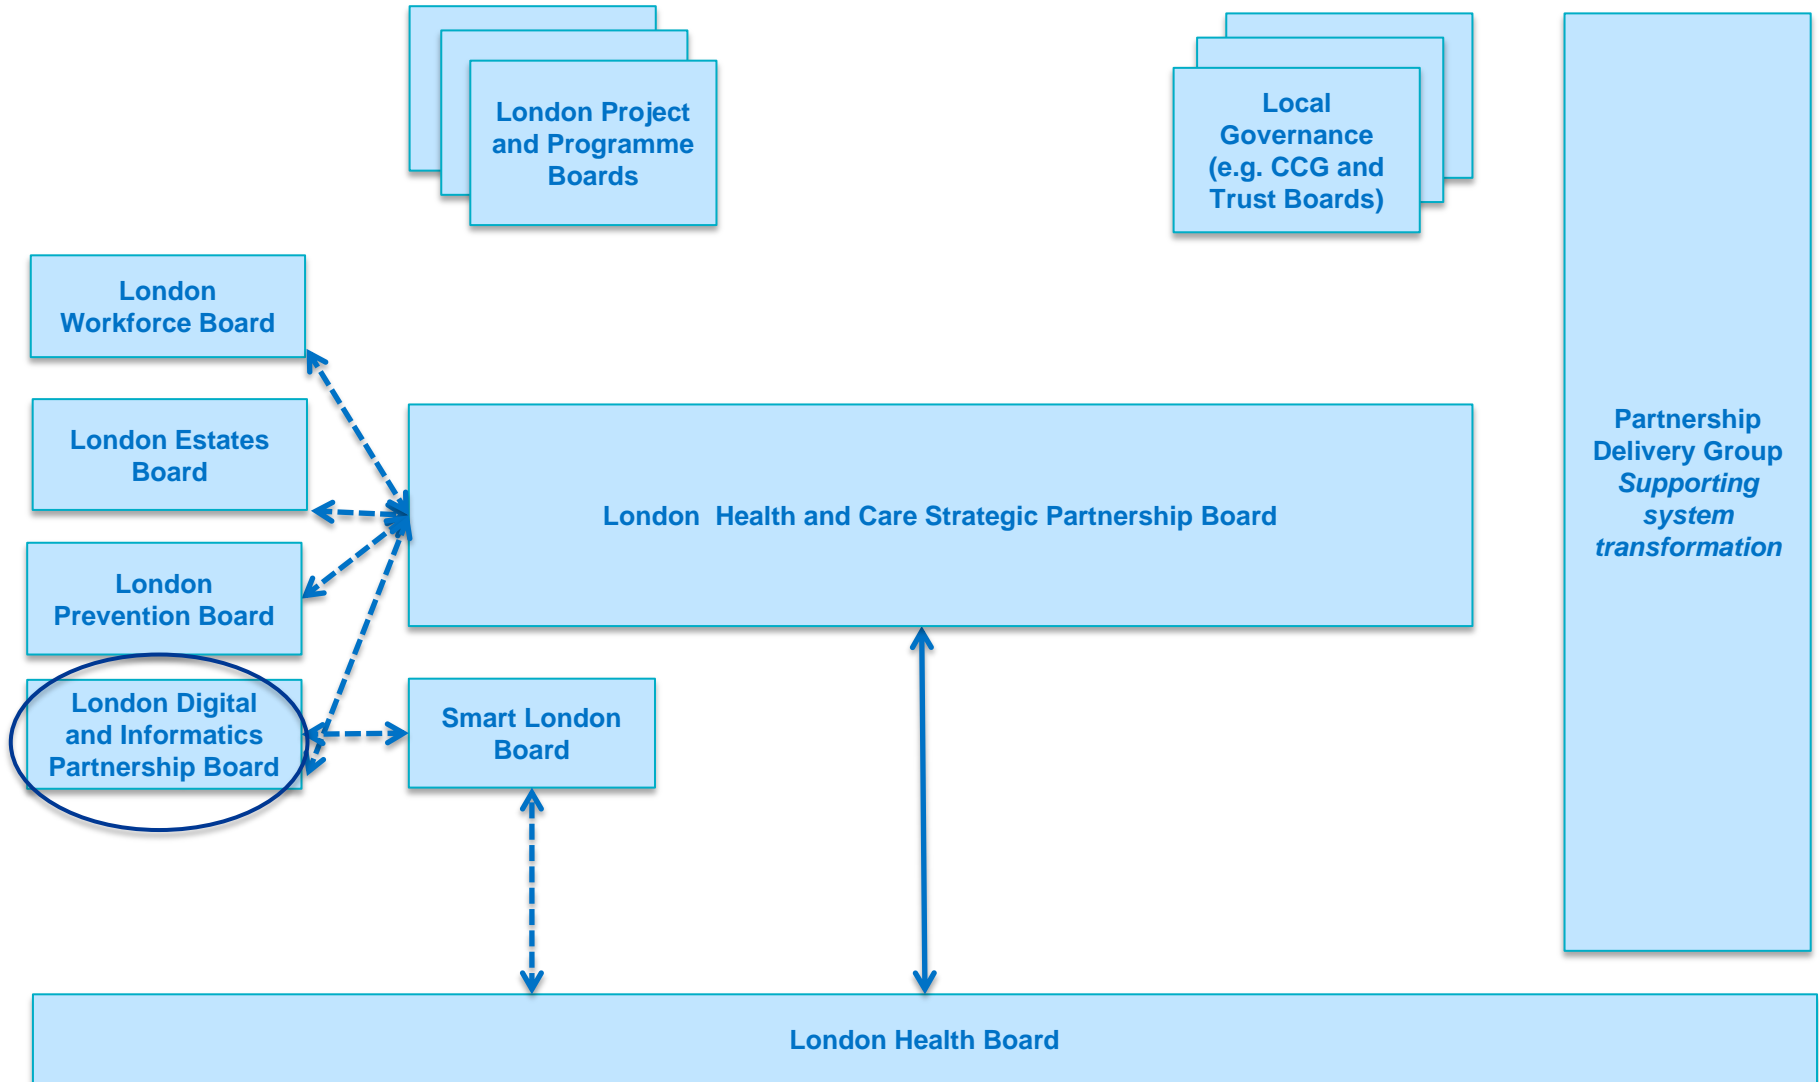 London Project
and Programme
Boards
Local
Governance
(e.g. CCG and
Trust Boards)
London
Workforce Board
London Estates
Board
London
Prevention Board
London Digital
and Informatics
Partnership Board
London Health and Care Strategic Partnership Board
Smart London
Board
Partnership
Delivery Group
Supporting
system
transformation
London Health Board